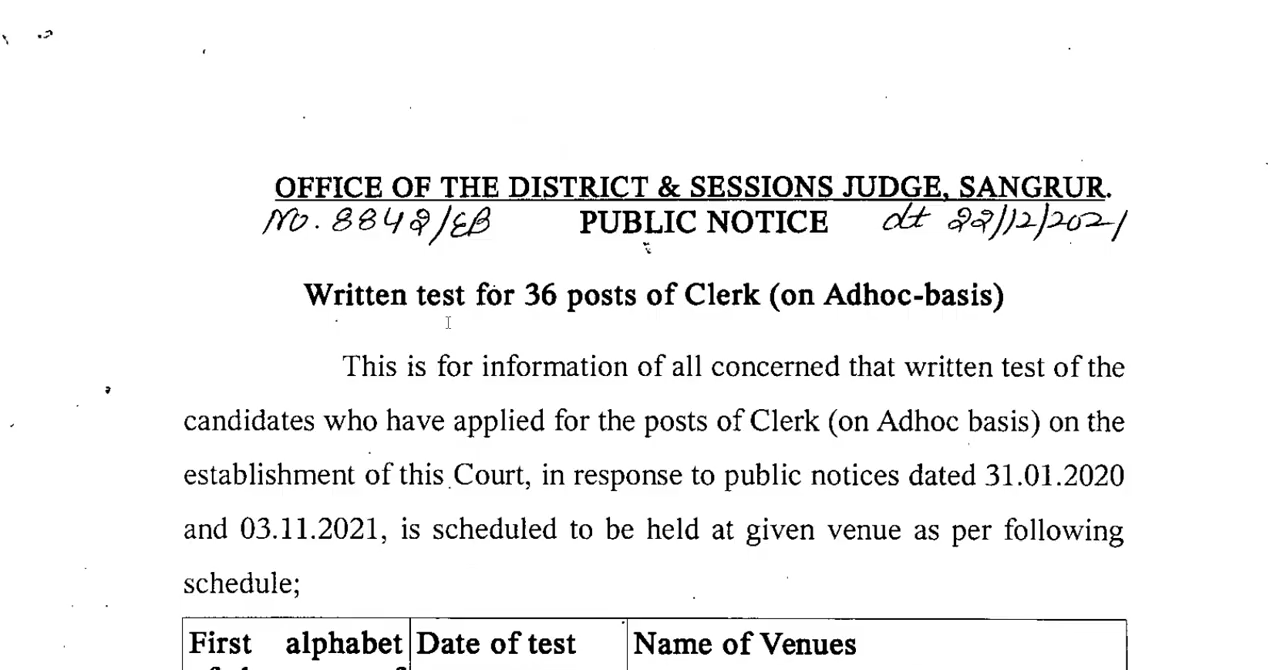 OFFICE OF THE DISTRICT & SESSIONS JUDGE, SANGRUR.
No. 8842/EB PUBLIC NOTICE dt 22/12/2021
Written test for 36 posts of Clerk (on Adhoc-basis)
This is for information of all concerned that written test of the
candidates who have applied for the posts of Clerk (on Adhoc basis) on the
establishment of this Court, in response to public notices dated 31.01.2020
and 03.11.2021, is scheduled to be held at given venue as per following
schedule;
First alphabet Date of test Name of Venues